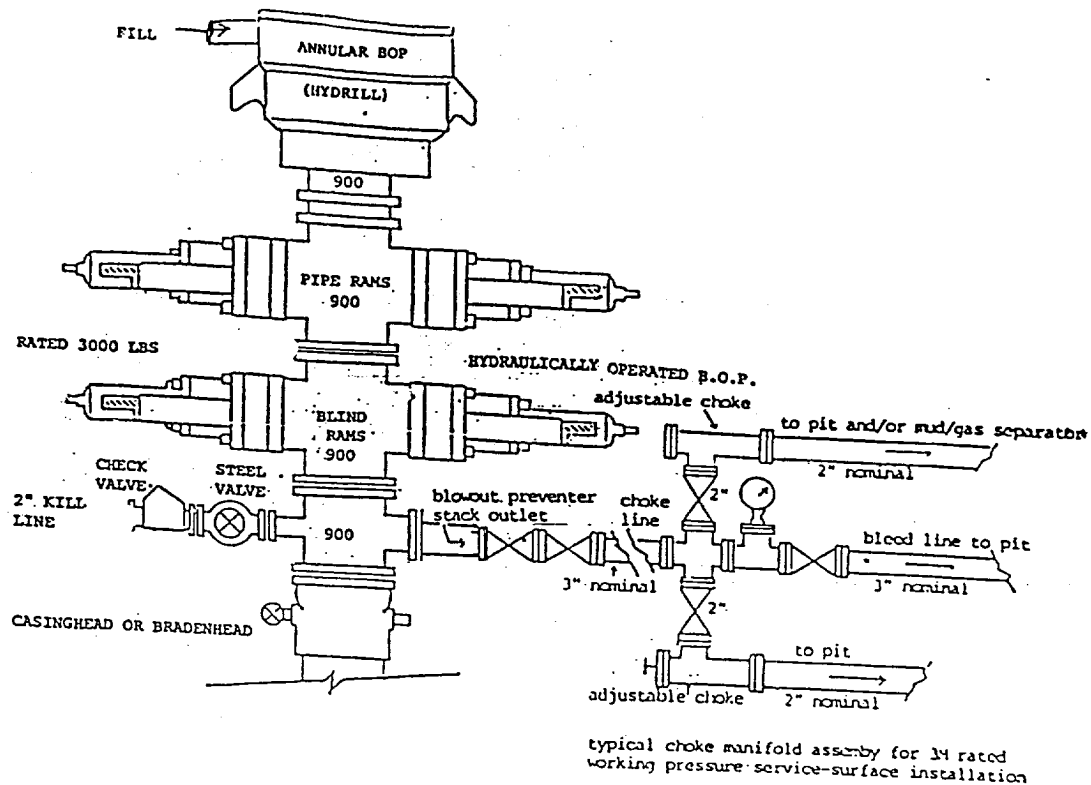 FILL
ANNULAR BOP
(HYDRILL)
900
PIPE RAMS
900
RATED 3000 LBS
HYDRAULICALLY OPERATED B.O.P.
adjustable choke
to pit and/or mud/gas separator
2" nominal
BLIND
RAMS
900
CHECK
VALVE
STEEL
VALVE
2" KILL
LINE
blowout preventer
stack outlet
choke
line
2"
900
3" nominal
bleed line to pit
3" nominal
2"
CASINGHEAD OR BRADENHEAD
to pit
adjustable choke
2" nominal
typical choke manifold assemby for 3M rated
working pressure service-surface installation